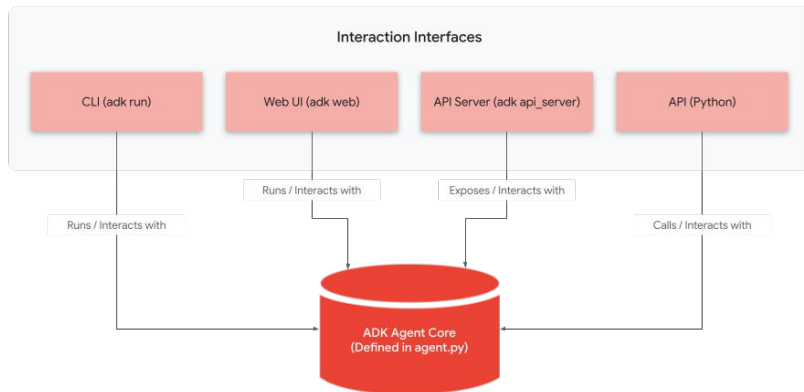 Interaction Interfaces
CLI (adk run)
Web UI (adk web)
API Server (adk api_server)
API (Python)
Runs / Interacts with
Exposes / Interacts with
Runs / Interacts with
Calls / Interacts with
ADK Agent Core
(Defined in agent.py)